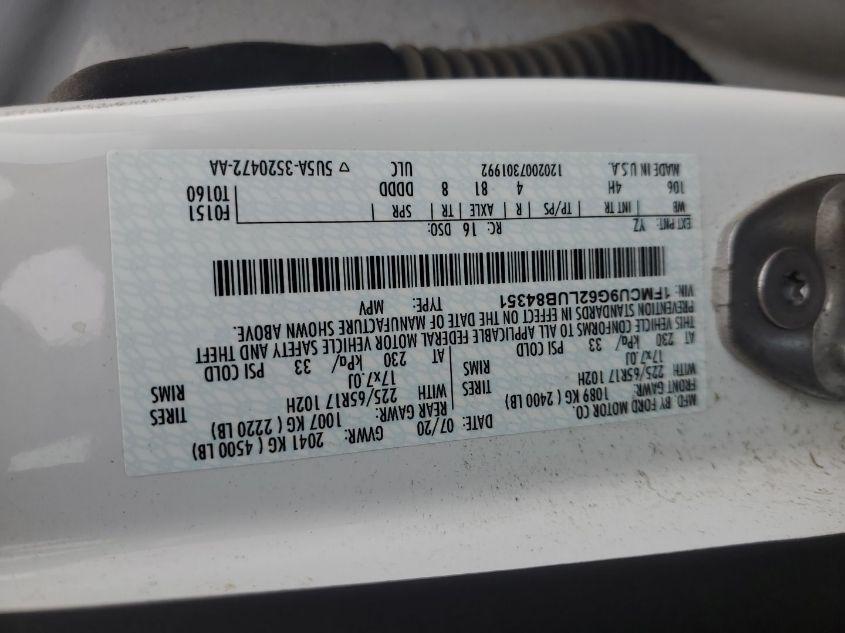 MFD. BY FORD MOTOR CO.
DATE: 07/20 GVWR: 2041 KG ( 4500 LB)
FRONT GAWR: REAR GAWR:
1089 KG ( 2400 LB) 1007 KG ( 2220 LB)
225/65R17 102H TIRES 225/65R17 102H TIRES
WITH WITH
17x7.0J RIMS 17x7.0J RIMS
AT 230 kPa/ 33 PSI COLD AT 230 kPa/ 33 PSI COLD
THIS VEHICLE CONFORMS TO ALL APPLICABLE FEDERAL MOTOR VEHICLE SAFETY AND THEFT
PREVENTION STANDARDS IN EFFECT ON THE DATE OF MANUFACTURE SHOWN ABOVE.
VIN: 1FMCU9G62LUB84351 TYPE: MPV
EXT PNT: YZ RC: 16 DSO: F0151
WB INT TR TP/PS R AXLE TR SPR T0160
106 4H 4 81 8 DDDD
MADE IN U.S.A. 1202007301992 ULC ▽ 5U5A-3520472-AA